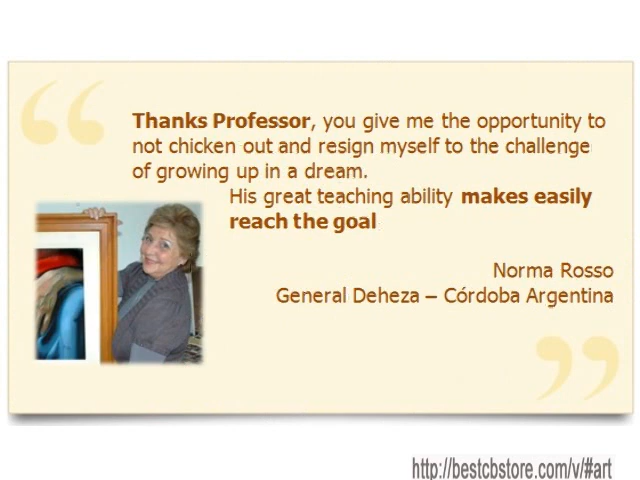 Thanks Professor, you give me the opportunity to
not chicken out and resign myself to the challenge
of growing up in a dream.
His great teaching ability makes easily
reach the goal
Norma Rosso
General Deheza – Córdoba Argentina
http://bestcbstore.com/v/#art